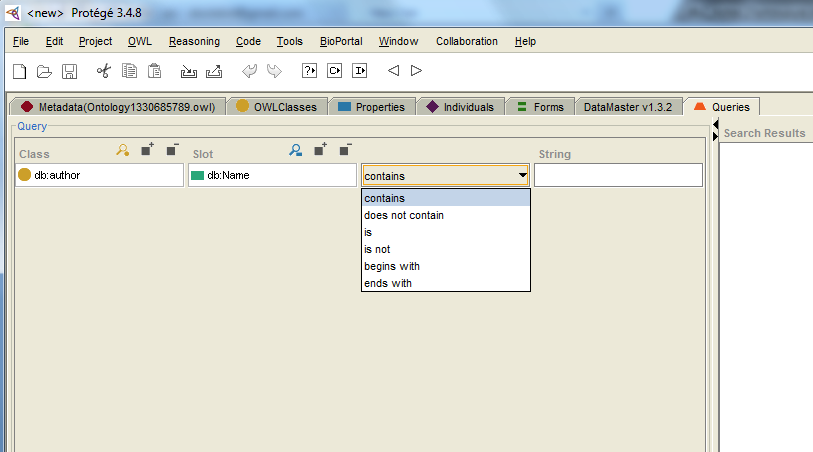 <new> Protégé 3.4.8
File Edit Project OWL Reasoning Code Tools BioPortal Window Collaboration Help
Metadata(Ontology1330685789.owl) OWLClasses Properties Individuals Forms DataMaster v1.3.2 Queries
Query
Search Results
Class Slot String
db:author db:Name contains
contains
does not contain
is
is not
begins with
ends with